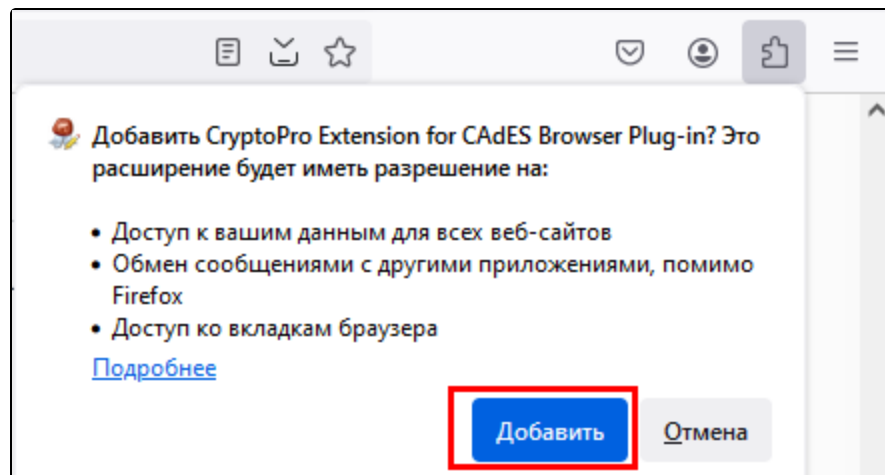 Добавить CryptoPro Extension for CAdES Browser Plug-in? Это
расширение будет иметь разрешение на:
• Доступ к вашим данным для всех веб-сайтов
• Обмен сообщениями с другими приложениями, помимо
Firefox
• Доступ ко вкладкам браузера
Подробнее
Добавить Отмена